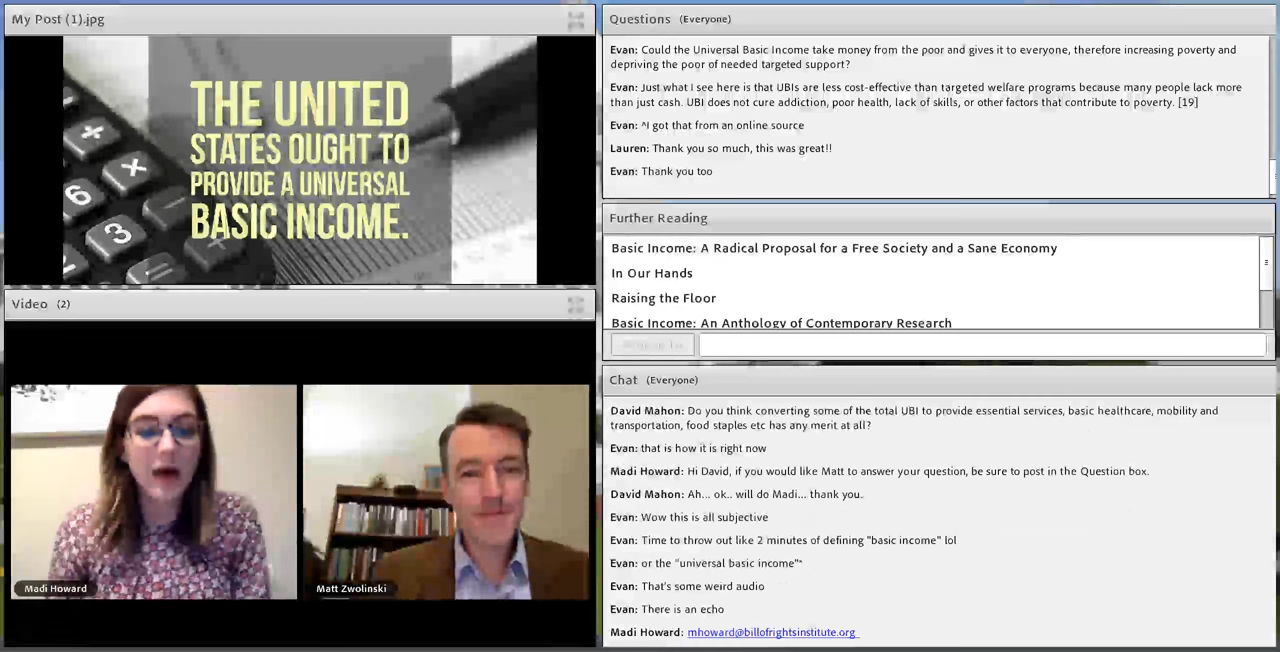 My Post (1).jpg
THE UNITED
STATES OUGHT TO
PROVIDE A UNIVERSAL
BASIC INCOME.
6
3
Video (2)
Madi Howard
Matt Zwolinski
Questions (Everyone)
Evan: Could the Universal Basic Income take money from the poor and gives it to everyone, therefore increasing poverty and
depriving the poor of needed targeted support?
Evan: Just what I see here is that UBIs are less cost-effective than targeted welfare programs because many people lack more
than just cash. UBI does not cure addiction, poor health, lack of skills, or other factors that contribute to poverty. [19]
Evan: ^I got that from an online source
Lauren: Thank you so much, this was great!!
Evan: Thank you too
Further Reading
Basic Income: A Radical Proposal for a Free Society and a Sane Economy
In Our Hands
Raising the Floor
Basic Income: An Anthology of Contemporary Research
Chat (Everyone)
David Mahon: Do you think converting some of the total UBI to provide essential services, basic healthcare, mobility and
transportation, food staples etc has any merit at all?
Evan: that is how it is right now
Madi Howard: Hi David, if you would like Matt to answer your question, be sure to post in the Question box.
David Mahon: Ah... ok.. will do Madi... thank you.
Evan: Wow this is all subjective
Evan: Time to throw out like 2 minutes of defining "basic income" lol
Evan: or the "universal basic income"*
Evan: That's some weird audio
Evan: There is an echo
Madi Howard: mhoward@billofrightsinstitute.org